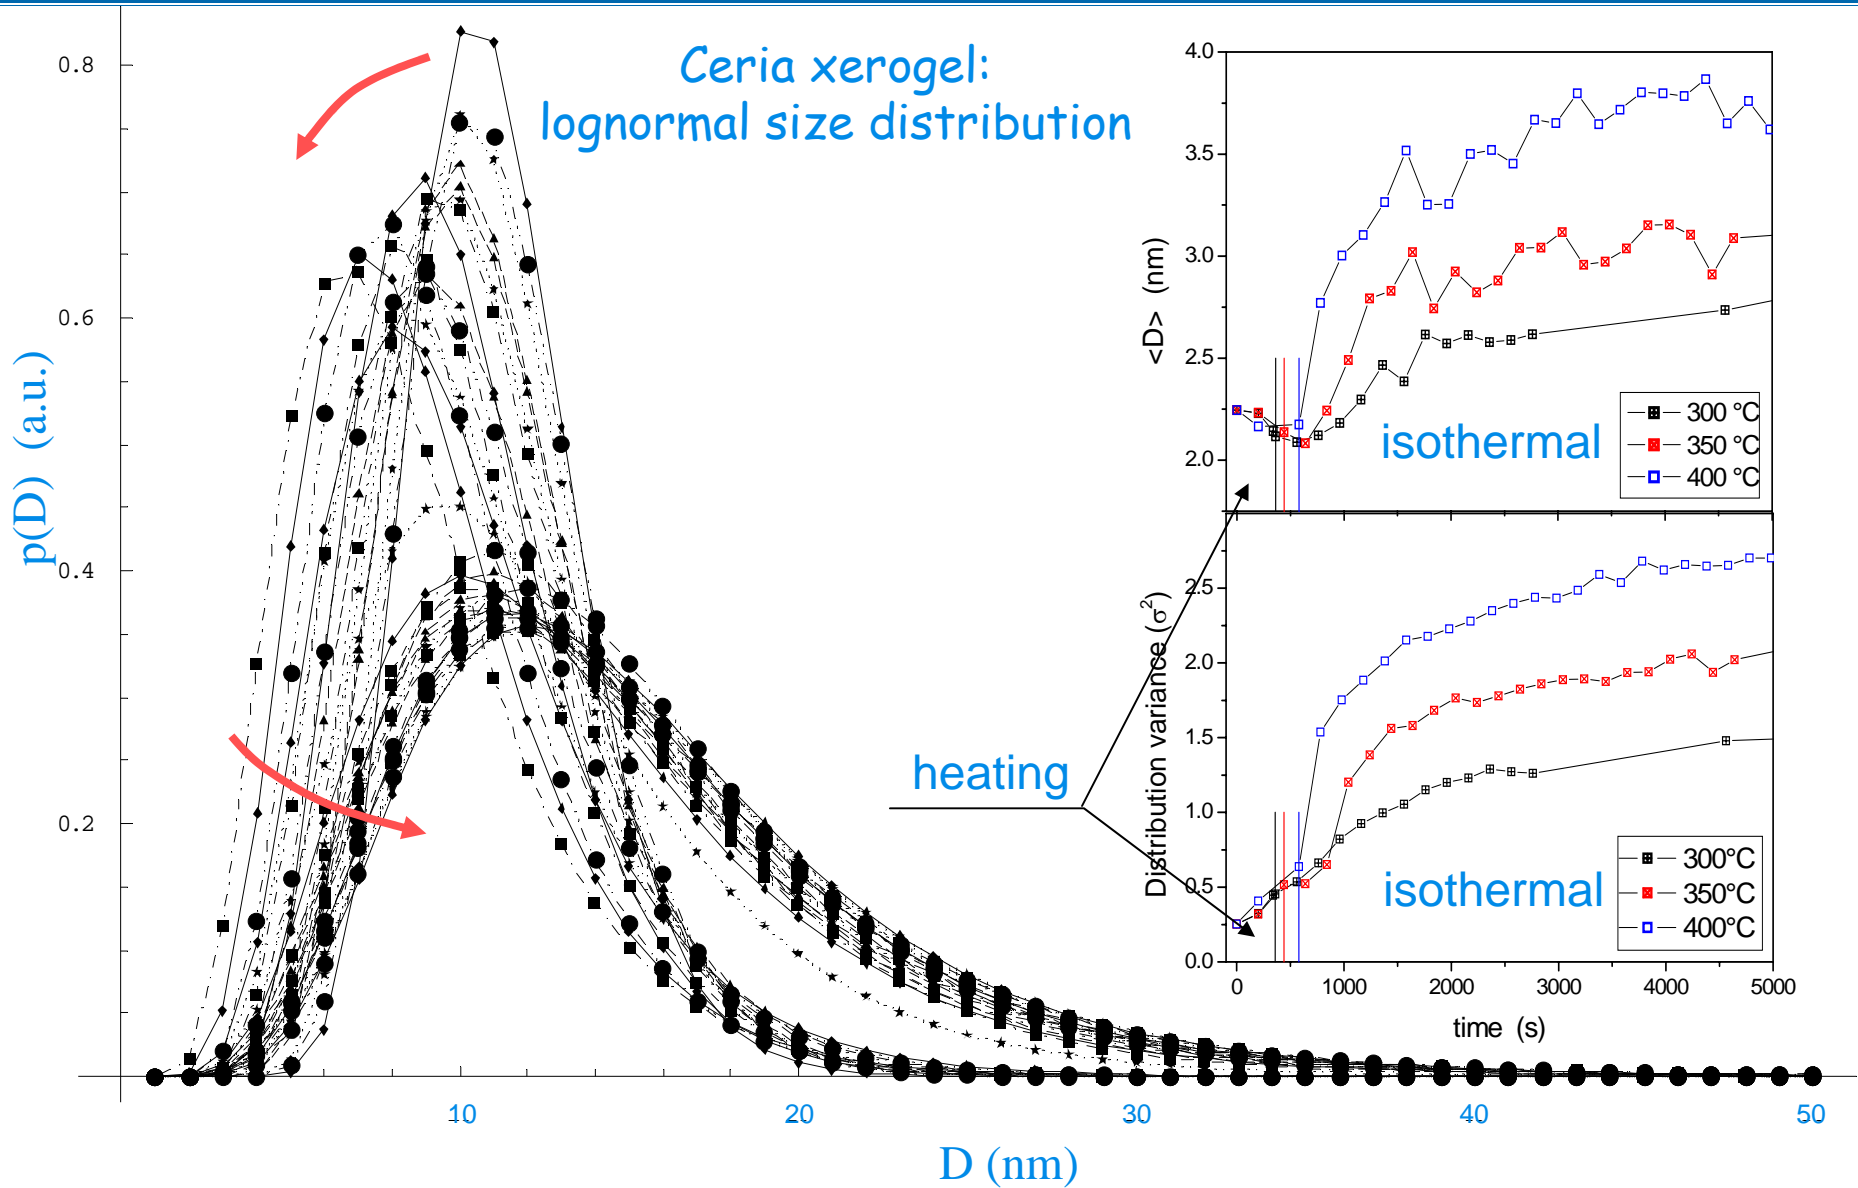 Ceria xerogel:
lognormal size distribution
p(D) (a.u.)
0.8
0.6
0.4
0.2
10
20
30
40
50
D (nm)
heating
<D> (nm)
4.0
3.5
3.0
2.5
2.0
isothermal
300 °C
350 °C
400 °C
Distribution variance (σ²)
2.5
2.0
1.5
1.0
0.5
0.0
isothermal
300°C
350°C
400°C
0
1000
2000
3000
4000
5000
time (s)